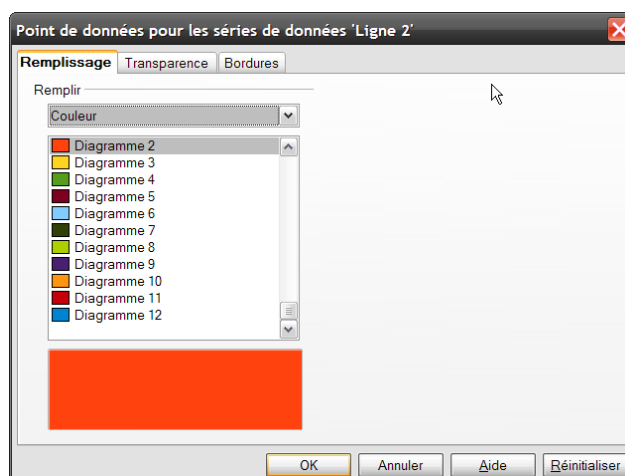 Point de données pour les séries de données 'Ligne 2'
Remplissage Transparence Bordures
Remplir
Couleur
Diagramme 2
Diagramme 3
Diagramme 4
Diagramme 5
Diagramme 6
Diagramme 7
Diagramme 8
Diagramme 9
Diagramme 10
Diagramme 11
Diagramme 12
OK Annuler Aide Réinitialiser